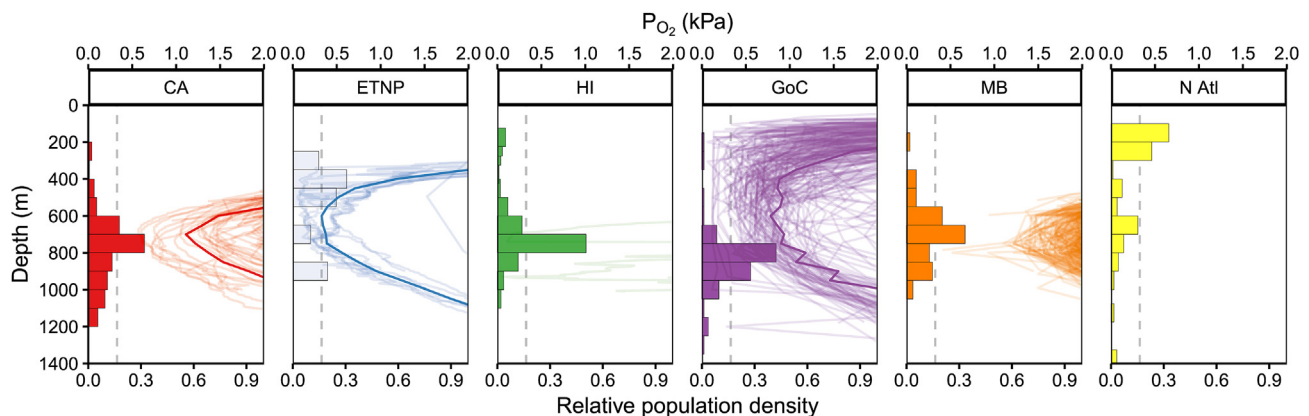 P_O2 (kPa)
0.0 0.5 1.0 1.5 2.0 0.0 0.5 1.0 1.5 2.0 0.0 0.5 1.0 1.5 2.0 0.0 0.5 1.0 1.5 2.0 0.0 0.5 1.0 1.5 2.0 0.0 0.5 1.0 1.5 2.0
CA ETNP HI GoC MB N Atl
0
200
400
600
800
1000
1200
1400
Depth (m)
0.0 0.3 0.6 0.9 0.0 0.3 0.6 0.9 0.0 0.3 0.6 0.9 0.0 0.3 0.6 0.9 0.0 0.3 0.6 0.9 0.0 0.3 0.6 0.9
Relative population density